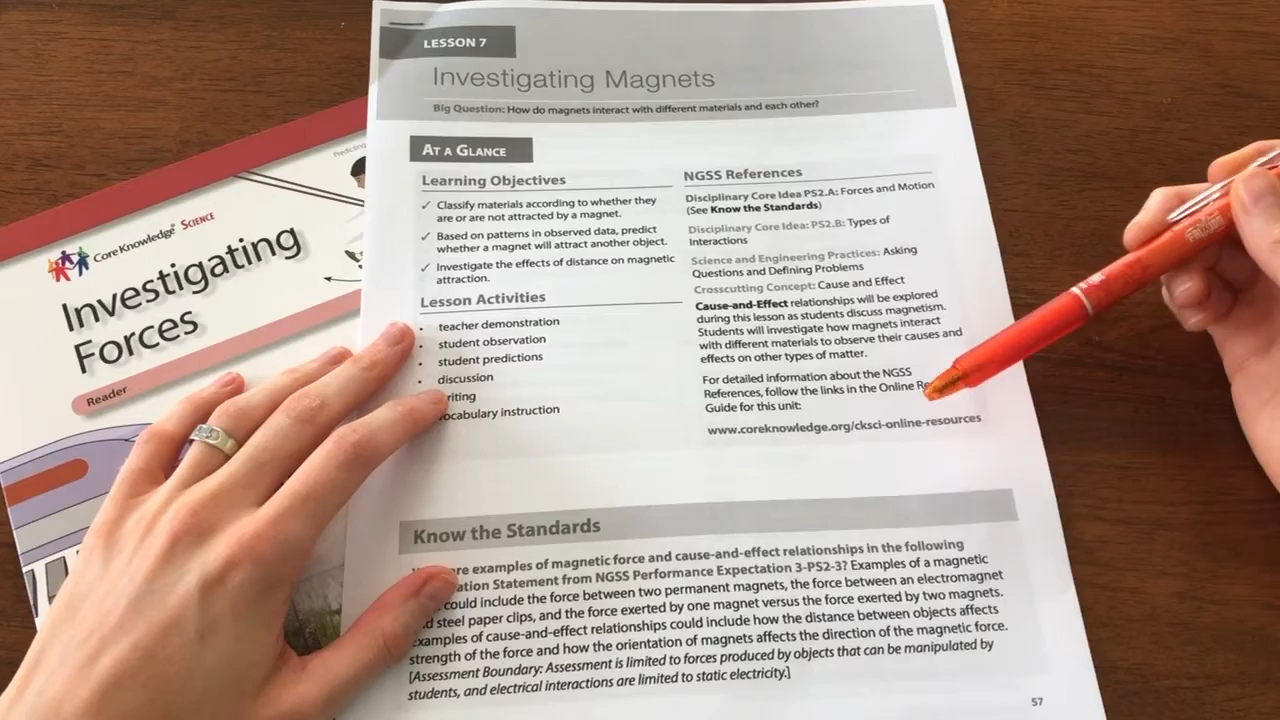 LESSON 7
Investigating Magnets
Big Question: How do magnets interact with different materials and each other?
AT A GLANCE
Learning Objectives
✓ Classify materials according to whether they
are or are not attracted by a magnet.
✓ Based on patterns in observed data, predict
whether a magnet will attract another object.
✓ Investigate the effects of distance on magnetic
attraction.
Lesson Activities
• teacher demonstration
• student observation
• student predictions
• discussion
riting
ocabulary instruction
NGSS References
Disciplinary Core Idea PS2.A: Forces and Motion
(See Know the Standards)
Disciplinary Core Idea: PS2.B: Types of
Interactions
Science and Engineering Practices: Asking
Questions and Defining Problems
Crosscutting Concept: Cause and Effect
Cause-and-Effect relationships will be explored
during this lesson as students discuss magnetism.
Students will investigate how magnets interact
with different materials to observe their causes and
effects on other types of matter.
For detailed information about the NGSS
References, follow the links in the Online Re
Guide for this unit:
www.coreknowledge.org/cksci-online-resources
Know the Standards
are examples of magnetic force and cause-and-effect relationships in the following
ation Statement from NGSS Performance Expectation 3-PS2-3? Examples of a magnetic
could include the force between two permanent magnets, the force between an electromagnet
d steel paper clips, and the force exerted by one magnet versus the force exerted by two magnets.
Examples of cause-and-effect relationships could include how the distance between objects affects
strength of the force and how the orientation of magnets affects the direction of the magnetic force.
[Assessment Boundary: Assessment is limited to forces produced by objects that can be manipulated by
students, and electrical interactions are limited to static electricity.]
57
Predicting
Core Knowledge® SCIENCE
Investigating
Forces
Reader